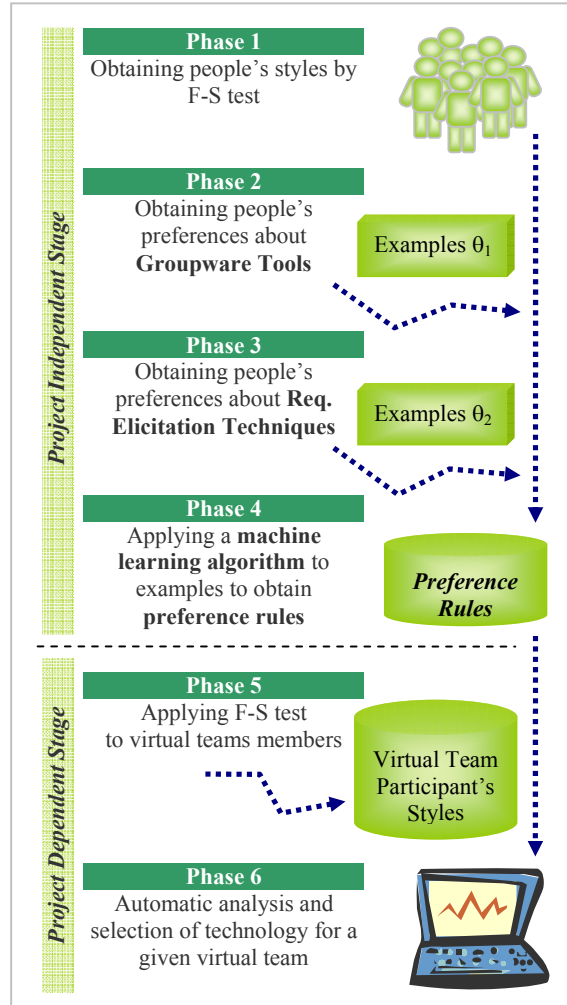 Project Independent Stage
Phase 1
Obtaining people's styles by
F-S test
Phase 2
Obtaining people's
preferences about
Groupware Tools
Examples θ1
Phase 3
Obtaining people's
preferences about Req.
Elicitation Techniques
Examples θ2
Phase 4
Applying a machine
learning algorithm to
examples to obtain
preference rules
Preference
Rules
Project Dependent Stage
Phase 5
Applying F-S test
to virtual teams members
Virtual Team
Participant's
Styles
Phase 6
Automatic analysis and
selection of technology for a
given virtual team